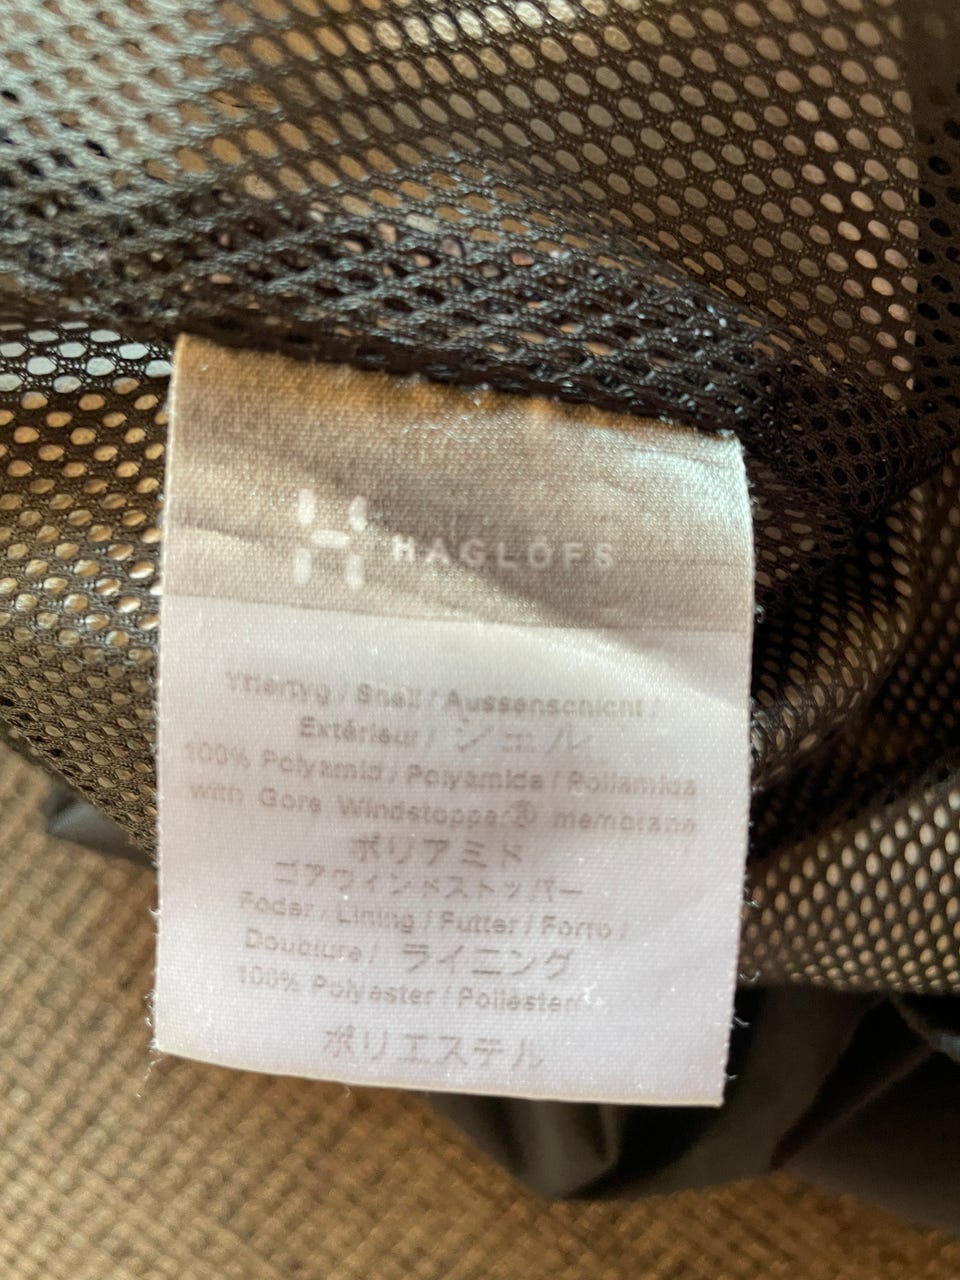 HAGLÖFS
Yttertyg / Shell / Aussenschicht /
Extérieur / シェル
100% Polyamid / Polyamide / Poliamida
with Gore Windstopper® membrane
ポリアミド
ゴアウインドストッパー
Foder / Lining / Futter / Forro /
Doublure / ライニング
100% Polyester / Poliéster
ポリエステル